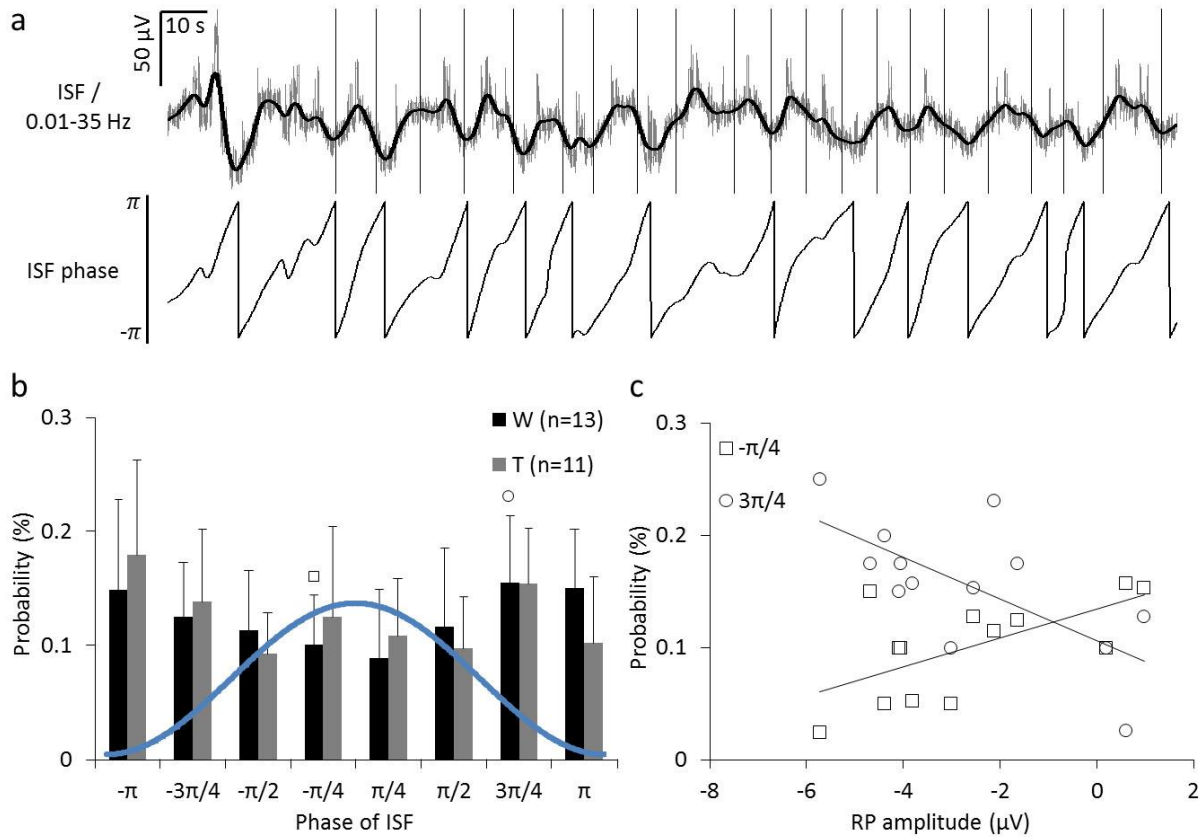 a
50 μV
10 s
ISF /
0.01-35 Hz
π
ISF phase
-π
b
Probability (%)
0.3
0.2
0.1
0
W (n=13)
T (n=11)
-π -3π/4 -π/2 -π/4 π/4 π/2 3π/4 π
Phase of ISF
c
Probability (%)
0.3
0.2
0.1
0
-π/4
3π/4
-8 -6 -4 -2 0 2
RP amplitude (μV)